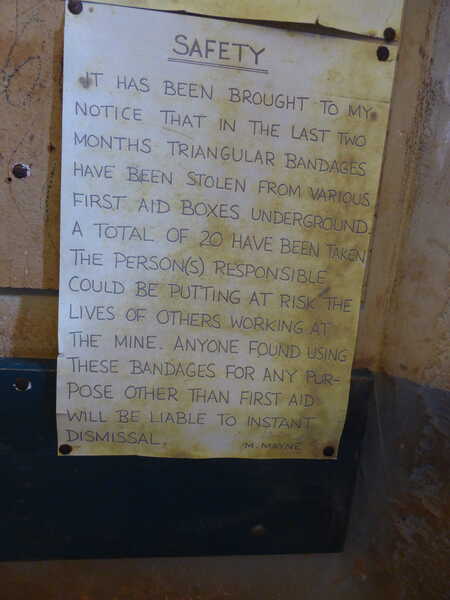 SAFETY
IT HAS BEEN BROUGHT TO MY
NOTICE THAT IN THE LAST TWO
MONTHS TRIANGULAR BANDAGES
HAVE BEEN STOLEN FROM VARIOUS
FIRST AID BOXES UNDERGROUND.
A TOTAL OF 20 HAVE BEEN TAKEN
THE PERSON(S) RESPONSIBLE
COULD BE PUTTING AT RISK THE
LIVES OF OTHERS WORKING AT
THE MINE. ANYONE FOUND USING
THESE BANDAGES FOR ANY PUR-
POSE OTHER THAN FIRST AID
WILL BE LIABLE TO INSTANT
DISMISSAL. M. MAYNE